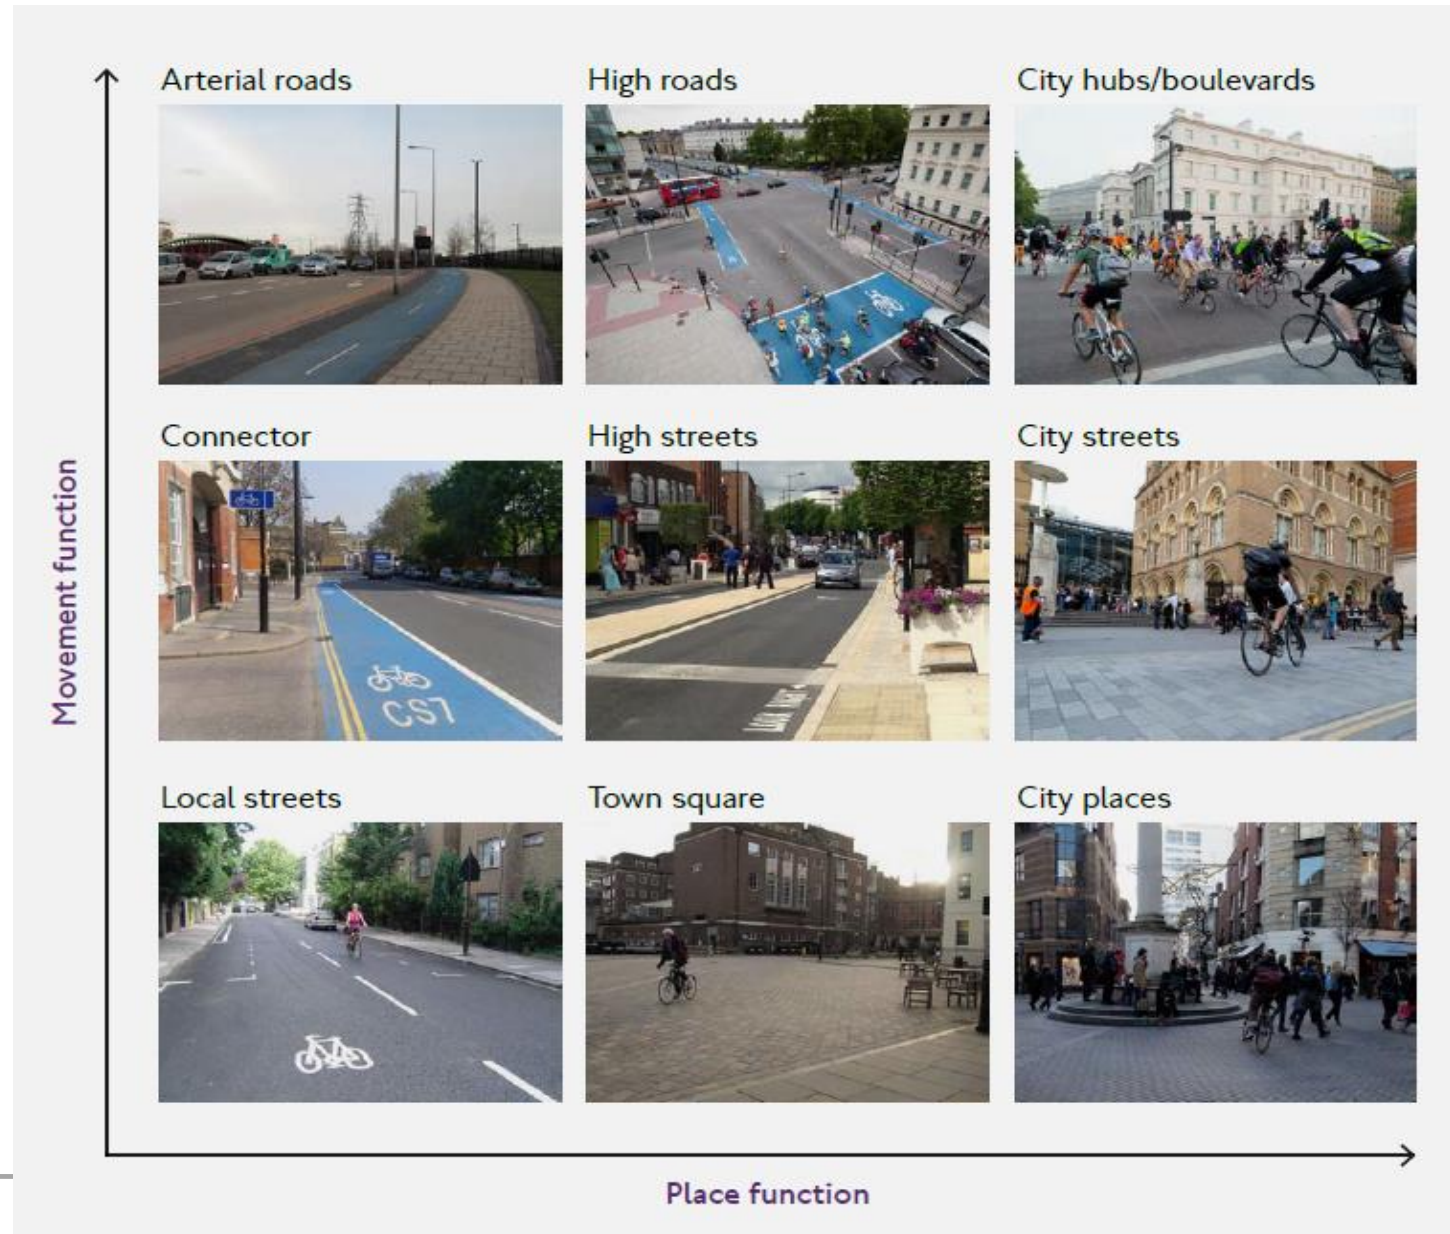 Arterial roads
High roads
City hubs/boulevards
Connector
High streets
City streets
CS7
Local streets
Town square
City places
Movement function
Place function